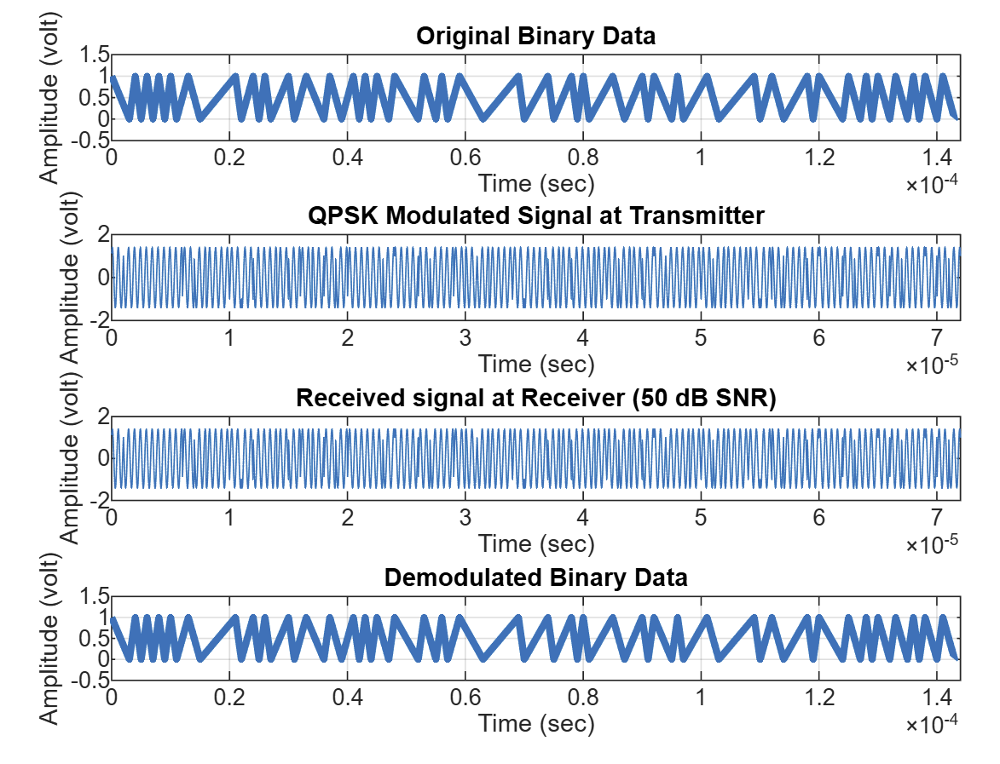 Original Binary Data
Amplitude (volt)
1.5
1
0.5
0
-0.5
0 0.2 0.4 0.6 0.8 1 1.2 1.4
Time (sec)
×10-4
QPSK Modulated Signal at Transmitter
Amplitude (volt)
2
0
-2
0 1 2 3 4 5 6 7
Time (sec)
×10-5
Received signal at Receiver (50 dB SNR)
Amplitude (volt)
2
0
-2
0 1 2 3 4 5 6 7
Time (sec)
×10-5
Demodulated Binary Data
Amplitude (volt)
1.5
1
0.5
0
-0.5
0 0.2 0.4 0.6 0.8 1 1.2 1.4
Time (sec)
×10-4